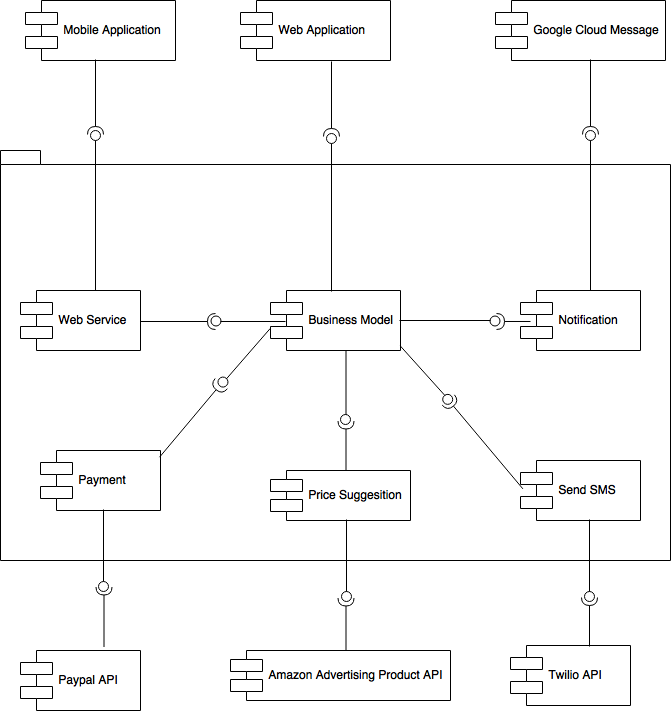 Mobile Application
Web Application
Google Cloud Message
Web Service
Business Model
Notification
Payment
Price Suggesition
Send SMS
Paypal API
Amazon Advertising Product API
Twilio API